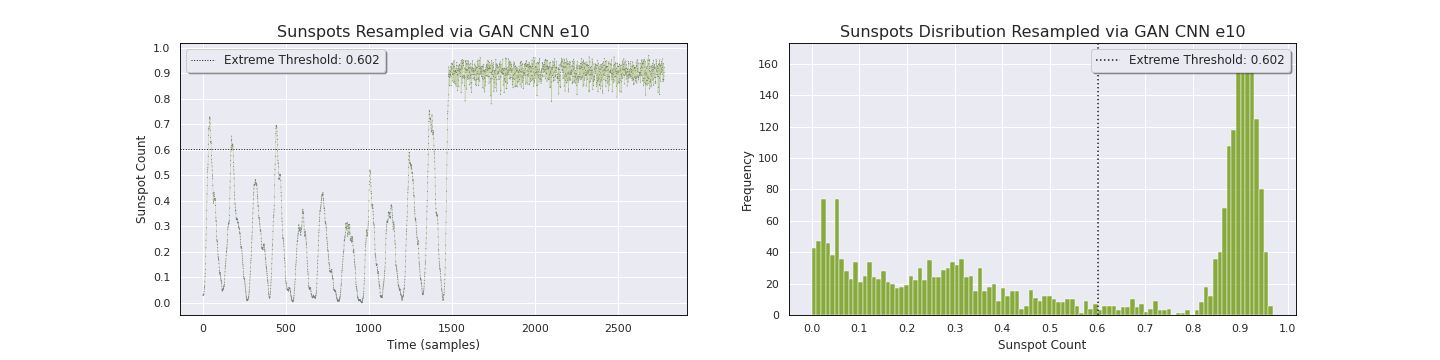 Sunspots Resampled via GAN CNN e10
Extreme Threshold: 0.602
Sunspot Count
1.0
0.9
0.8
0.7
0.6
0.5
0.4
0.3
0.2
0.1
0.0
0 500 1000 1500 2000 2500
Time (samples)
Sunspots Disribution Resampled via GAN CNN e10
Extreme Threshold: 0.602
Frequency
160
140
120
100
80
60
40
20
0
0.0 0.1 0.2 0.3 0.4 0.5 0.6 0.7 0.8 0.9 1.0
Sunspot Count